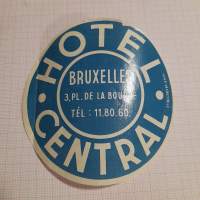 HOTEL
BRUXELLES
3, PL. DE LA BOURSE
TÉL : 11.80.60.
CENTRAL